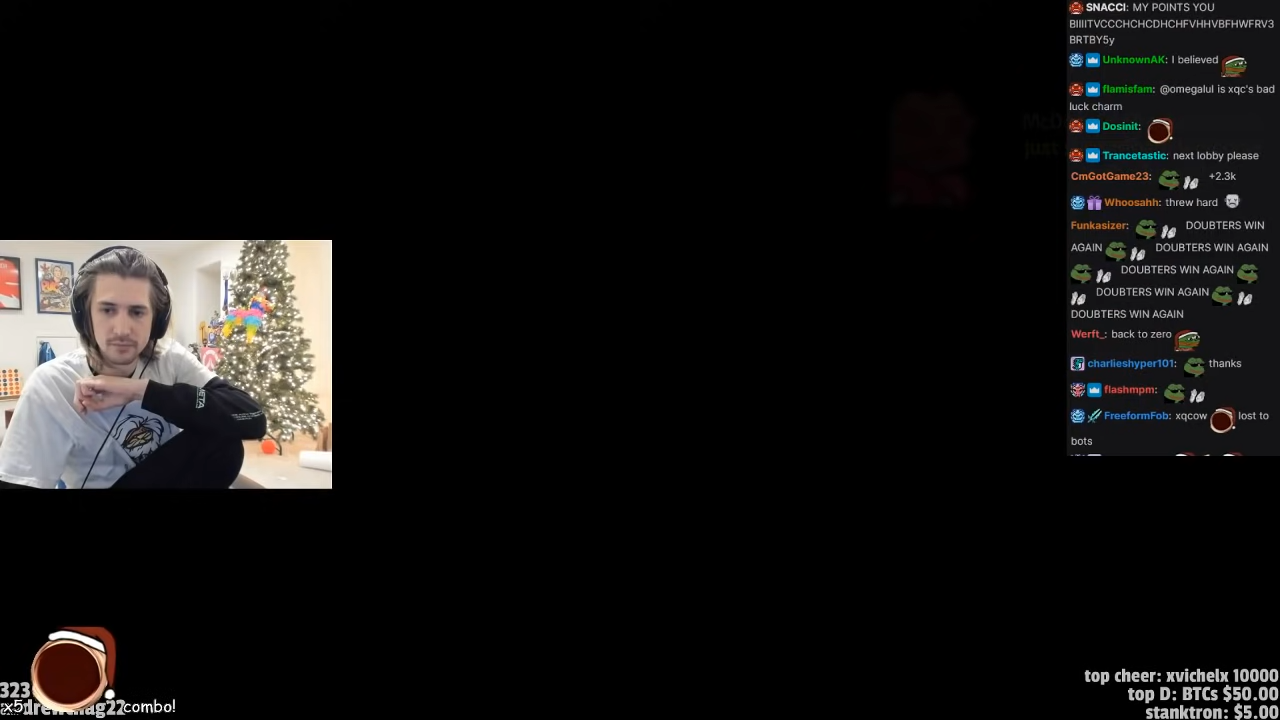 SNACCI: MY POINTS YOU
BIIIITVCCCHCHCDHCHFVHHVBFHWFRV3
BRTBY5y
UnknownAK: I believed
flamisfam: @omegalul is xqc's bad
luck charm
Dosinit:
Trancetastic: next lobby please
CmGotGame23: +2.3k
Whoosahh: threw hard
Funkasizer: DOUBTERS WIN
AGAIN DOUBTERS WIN AGAIN
DOUBTERS WIN AGAIN
DOUBTERS WIN AGAIN
DOUBTERS WIN AGAIN
Werft_: back to zero
charlieshyper101: thanks
flashmpm:
FreeformFob: xqcow lost to
bots
META
323
combo!
top cheer: xvichelx 10000
top D: BTCs $50.00
stanktron: $5.00